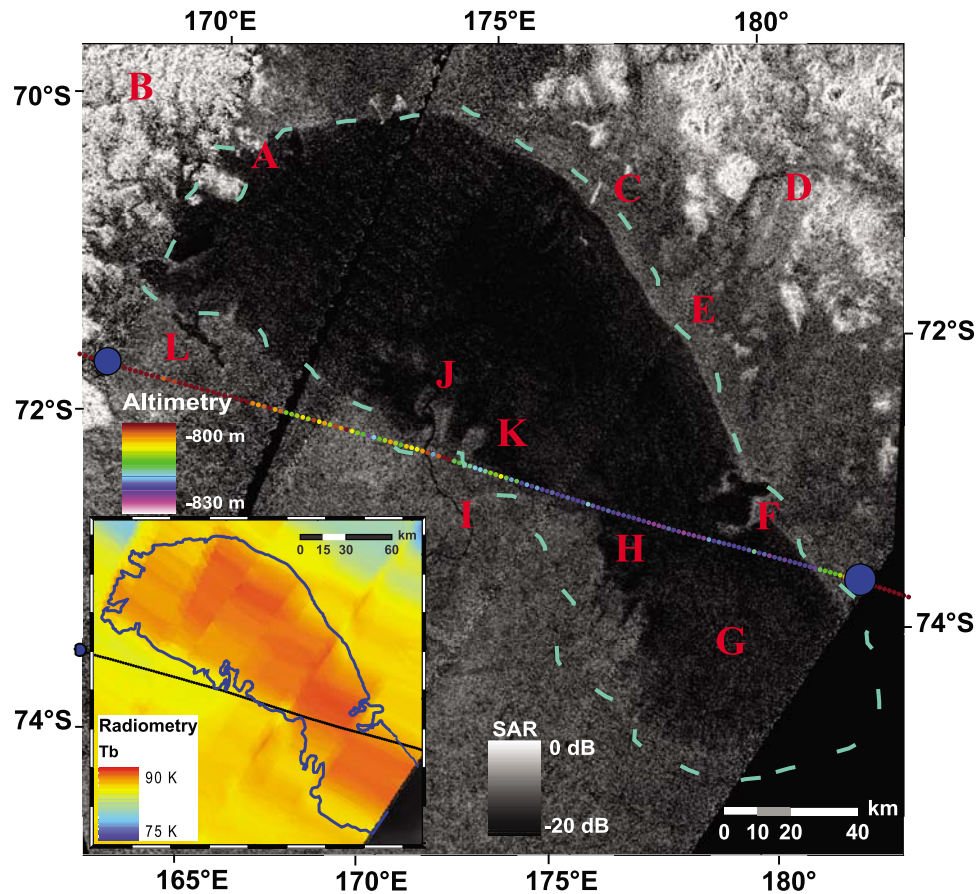 170°E 175°E 180°
70°S
B
A
C
D
E
72°S
L
J
Altimetry
72°S
K
-800 m
-830 m
I
F
H
km
0 15 30 60
G
74°S
74°S
Radiometry
Tb
90 K
75 K
SAR
0 dB
-20 dB
km
0 10 20 40
165°E 170°E 175°E 180°